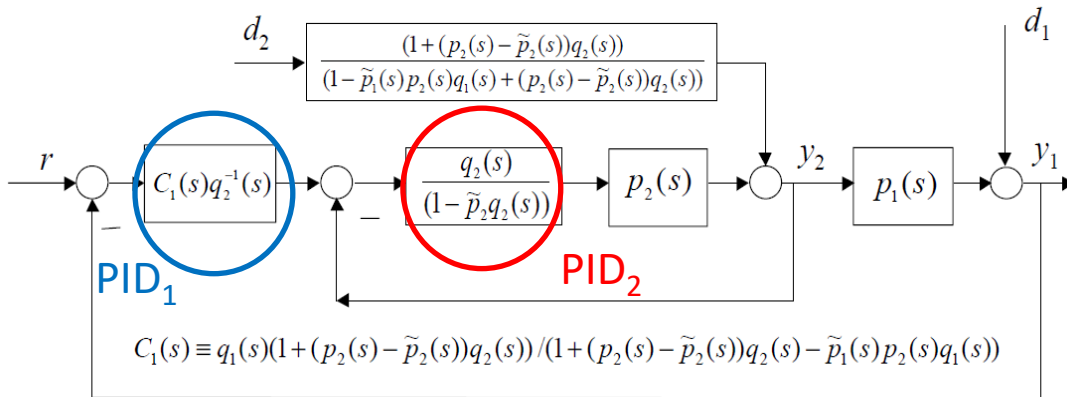 d₂
(1+(p₂(s)−p̃₂(s))q₂(s))
(1−p̃₁(s)p₂(s)q₁(s)+(p₂(s)−p̃₂(s))q₂(s))
d₁
r
C₁(s)q₂⁻¹(s)
q₂(s)
(1−p̃₂q₂(s))
p₂(s)
y₂
p₁(s)
y₁
−
−
PID₁
PID₂
C₁(s)≡q₁(s)(1+(p₂(s)−p̃₂(s))q₂(s))/(1+(p₂(s)−p̃₂(s))q₂(s)−p̃₁(s)p₂(s)q₁(s))